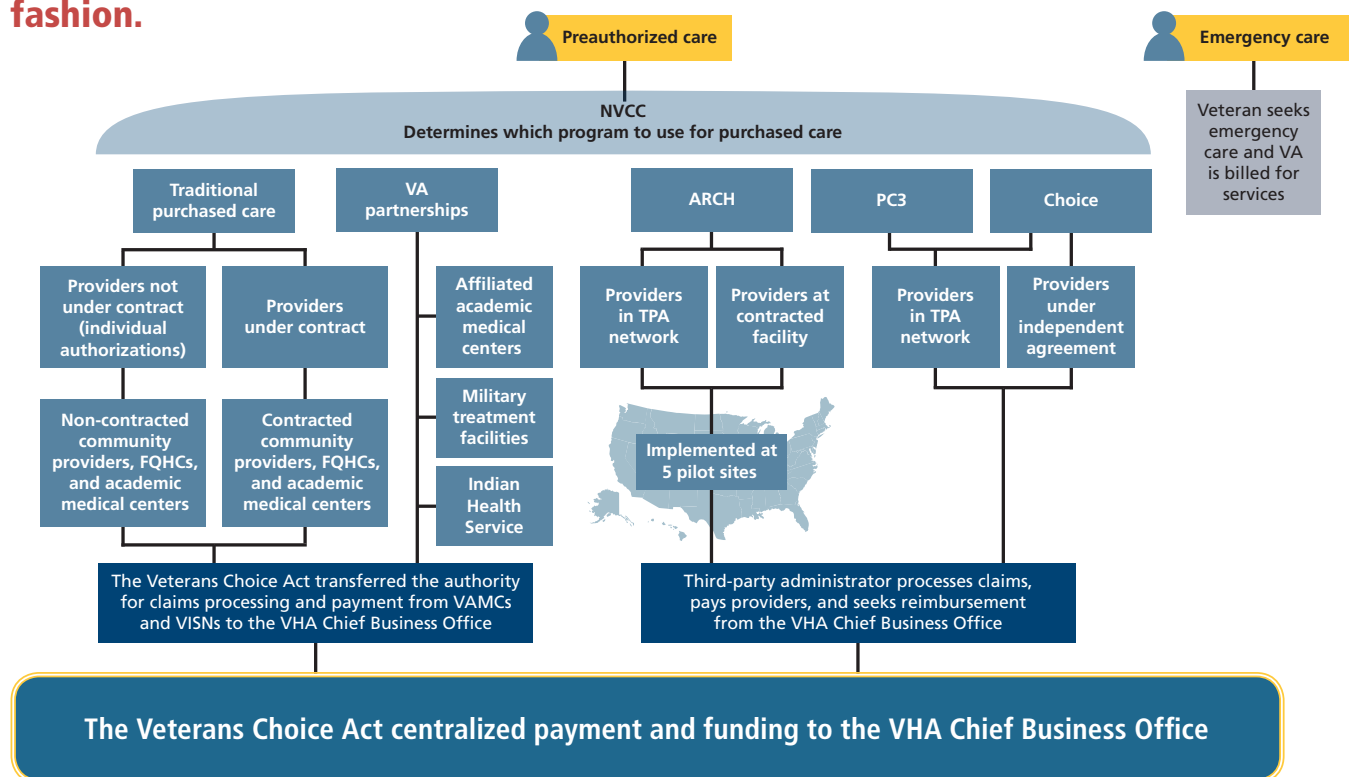 fashion.
Preauthorized care
Emergency care
NVCC
Determines which program to use for purchased care
Veteran seeks
emergency
care and VA
is billed for
services
Traditional
purchased care
VA
partnerships
ARCH
PC3
Choice
Providers not
under contract
(individual
authorizations)
Providers
under contract
Affiliated
academic
medical
centers
Providers
in TPA
network
Providers at
contracted
facility
Providers
in TPA
network
Providers
under
independent
agreement
Non-contracted
community
providers, FQHCs,
and academic
medical centers
Contracted
community
providers, FQHCs,
and academic
medical centers
Military
treatment
facilities
Indian
Health
Service
Implemented at
5 pilot sites
The Veterans Choice Act transferred the authority
for claims processing and payment from VAMCs
and VISNs to the VHA Chief Business Office
Third-party administrator processes claims,
pays providers, and seeks reimbursement
from the VHA Chief Business Office
The Veterans Choice Act centralized payment and funding to the VHA Chief Business Office